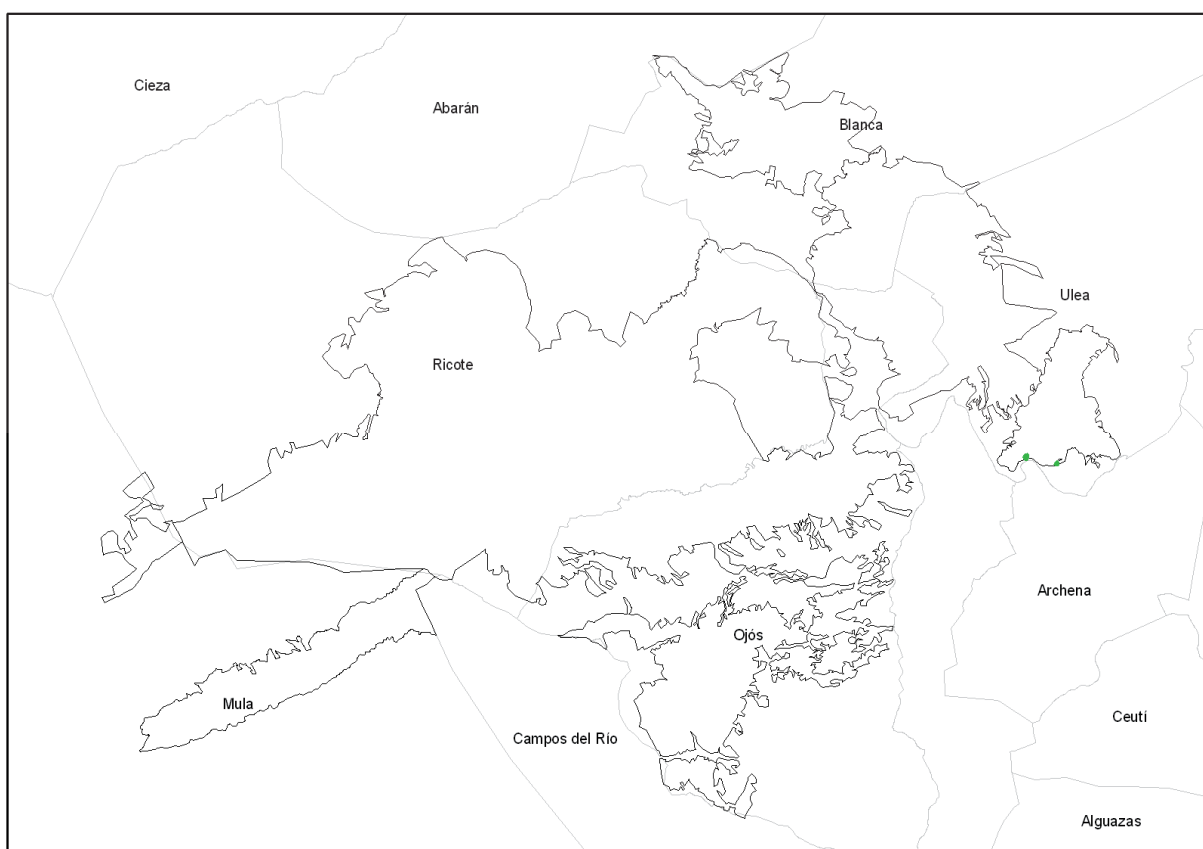 Cieza
Abarán
Blanca
Ulea
Ricote
Archena
Ojós
Mula
Ceutí
Campos del Río
Alguazas